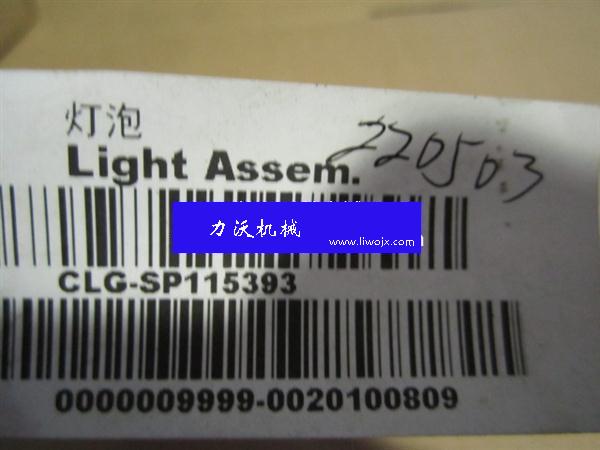 灯泡
Light Assem.
220503
力沃机械
www.liwojx.com
CLG-SP115393
0000009999-0020100809